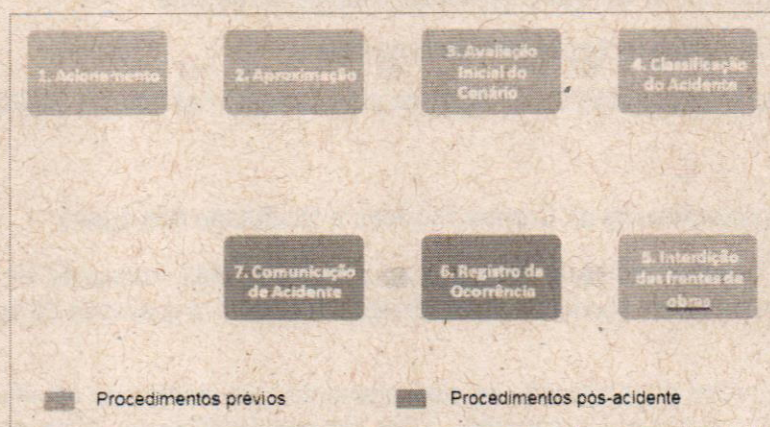 1. Acionamento
2. Aproximação
3. Avaliação
Inicial do
Cenário
4. Classificação
do Acidente
5. Interdição
das frentes de
obras
6. Registro da
Ocorrência
7. Comunicação
de Acidente
Procedimentos prévios
Procedimentos pós-acidente